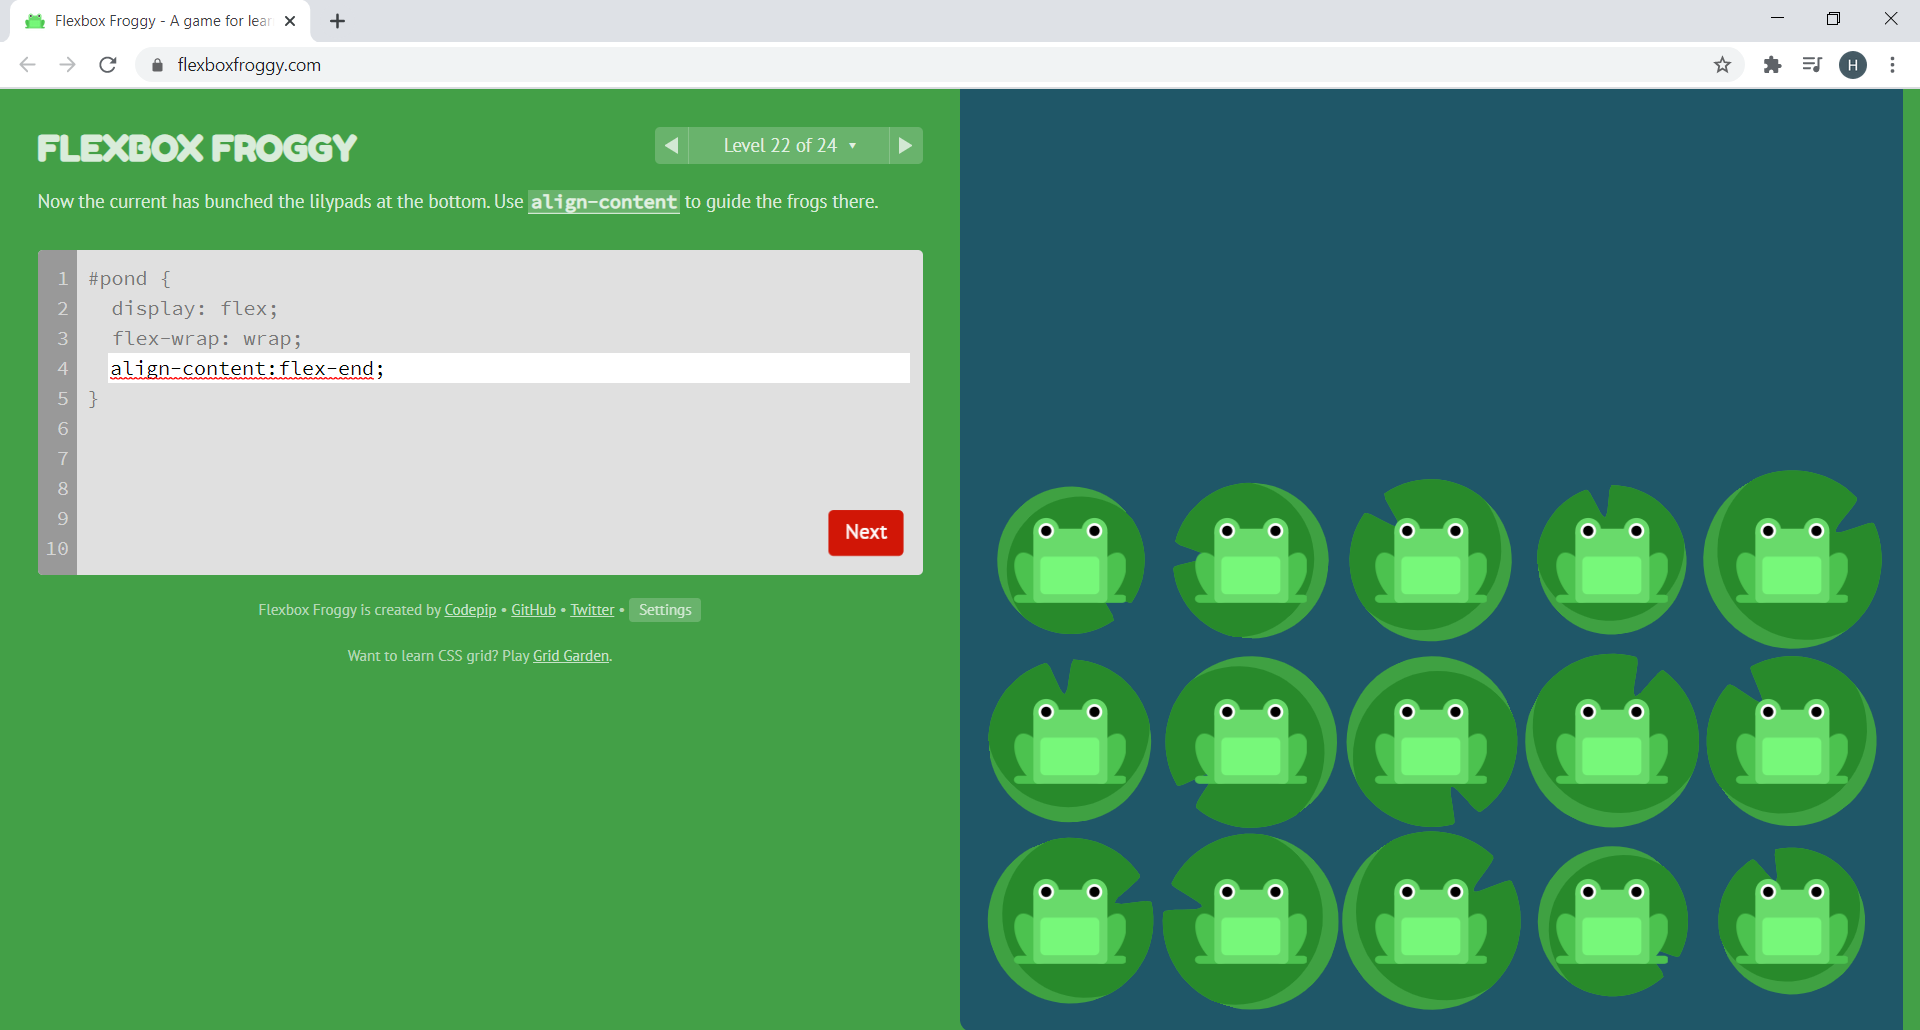 Flexbox Froggy - A game for lear
flexboxfroggy.com
H
FLEXBOX FROGGY
Level 22 of 24
Now the current has bunched the lilypads at the bottom. Use align-content to guide the frogs there.
1 #pond {
2 display: flex;
3 flex-wrap: wrap;
4 align-content:flex-end;
5 }
6
7
8
9
10
Next
Flexbox Froggy is created by Codepip • GitHub • Twitter • Settings
Want to learn CSS grid? Play Grid Garden.